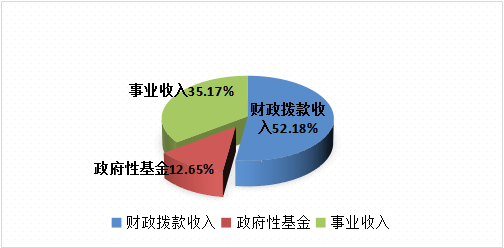 事业收入35.17%
财政拨款收
入52.18%
政府性基金12.65%
财政拨款收入 政府性基金 事业收入